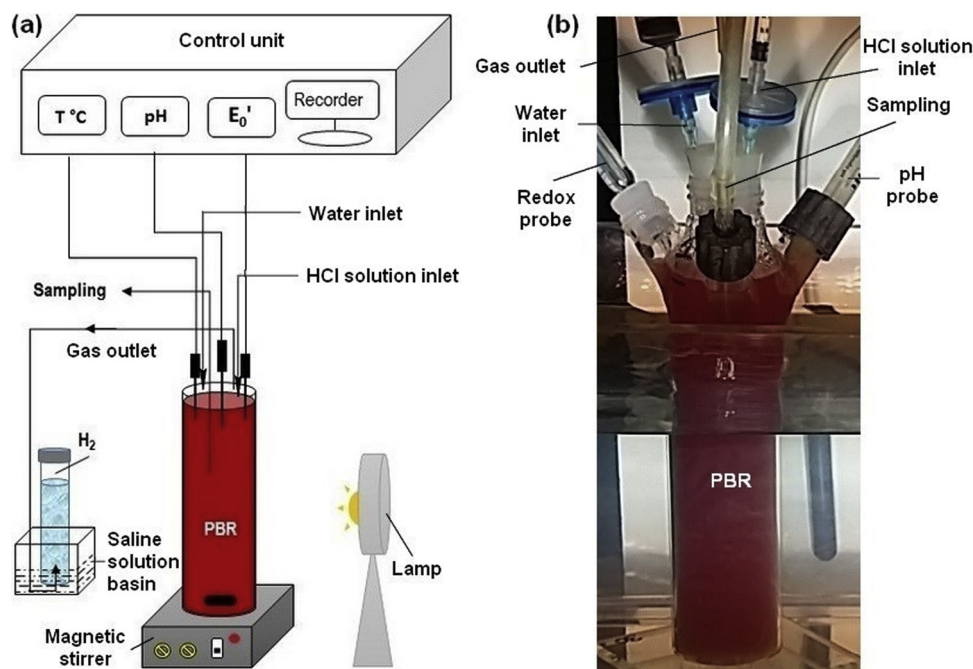 (a)
Control unit
T °C
pH
E0'
Recorder
Water inlet
HCl solution inlet
Sampling
Gas outlet
H2
PBR
Saline
solution
basin
Lamp
Magnetic
stirrer
(b)
Gas outlet
HCl solution
inlet
Water
inlet
Sampling
Redox
probe
pH
probe
PBR